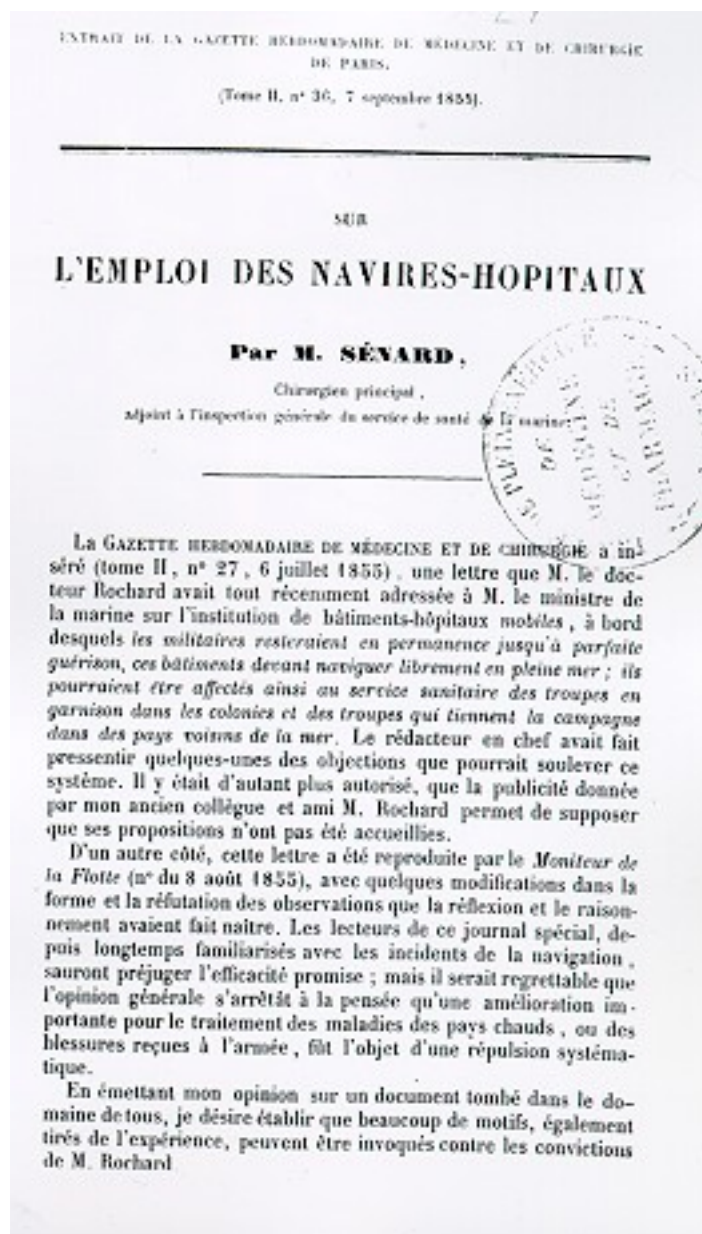 EXTRAIT DE LA GAZETTE HEBDOMADAIRE DE MÉDECINE ET DE CHIRURGIE
DE PARIS.
(Tome II, n° 36, 7 septembre 1855).
SUR
L'EMPLOI DES NAVIRES-HOPITAUX
Par M. SÉNARD,
Chirurgien principal,
adjoint à l'inspection générale du service de santé de la marine.
La GAZETTE HEBDOMADAIRE DE MÉDECINE ET DE CHIRURGIE a in-
séré (tome II, n° 27, 6 juillet 1855), une lettre que M. le doc-
teur Rochard avait tout récemment adressée à M. le ministre de
la marine sur l'institution de bâtiments-hôpitaux mobiles, à bord
desquels les militaires resteraient en permanence jusqu'à parfaite
guérison, ces bâtiments devant naviguer librement en pleine mer; ils
pourraient être affectés ainsi au service sanitaire des troupes en
garnison dans les colonies et des troupes qui tiennent la campagne
dans des pays voisins de la mer. Le rédacteur en chef avait fait
pressentir quelques-unes des objections que pourrait soulever ce
système. Il y était d'autant plus autorisé, que la publicité donnée
par mon ancien collègue et ami M. Rochard permet de supposer
que ses propositions n'ont pas été accueillies.
D'un autre côté, cette lettre a été reproduite par le Moniteur de
la Flotte (n° du 8 août 1855), avec quelques modifications dans la
forme et la réfutation des observations que la réflexion et le raison-
nement avaient fait naître. Les lecteurs de ce journal spécial, de-
puis longtemps familiarisés avec les incidents de la navigation,
sauront préjuger l'efficacité promise; mais il serait regrettable que
l'opinion générale s'arrêtât à la pensée qu'une amélioration im-
portante pour le traitement des maladies des pays chauds, ou des
blessures reçues à l'armée, fût l'objet d'une répulsion systéma-
tique.
En émettant mon opinion sur un document tombé dans le do-
maine de tous, je désire établir que beaucoup de motifs, également
tirés de l'expérience, peuvent être invoqués contre les convictions
de M. Rochard